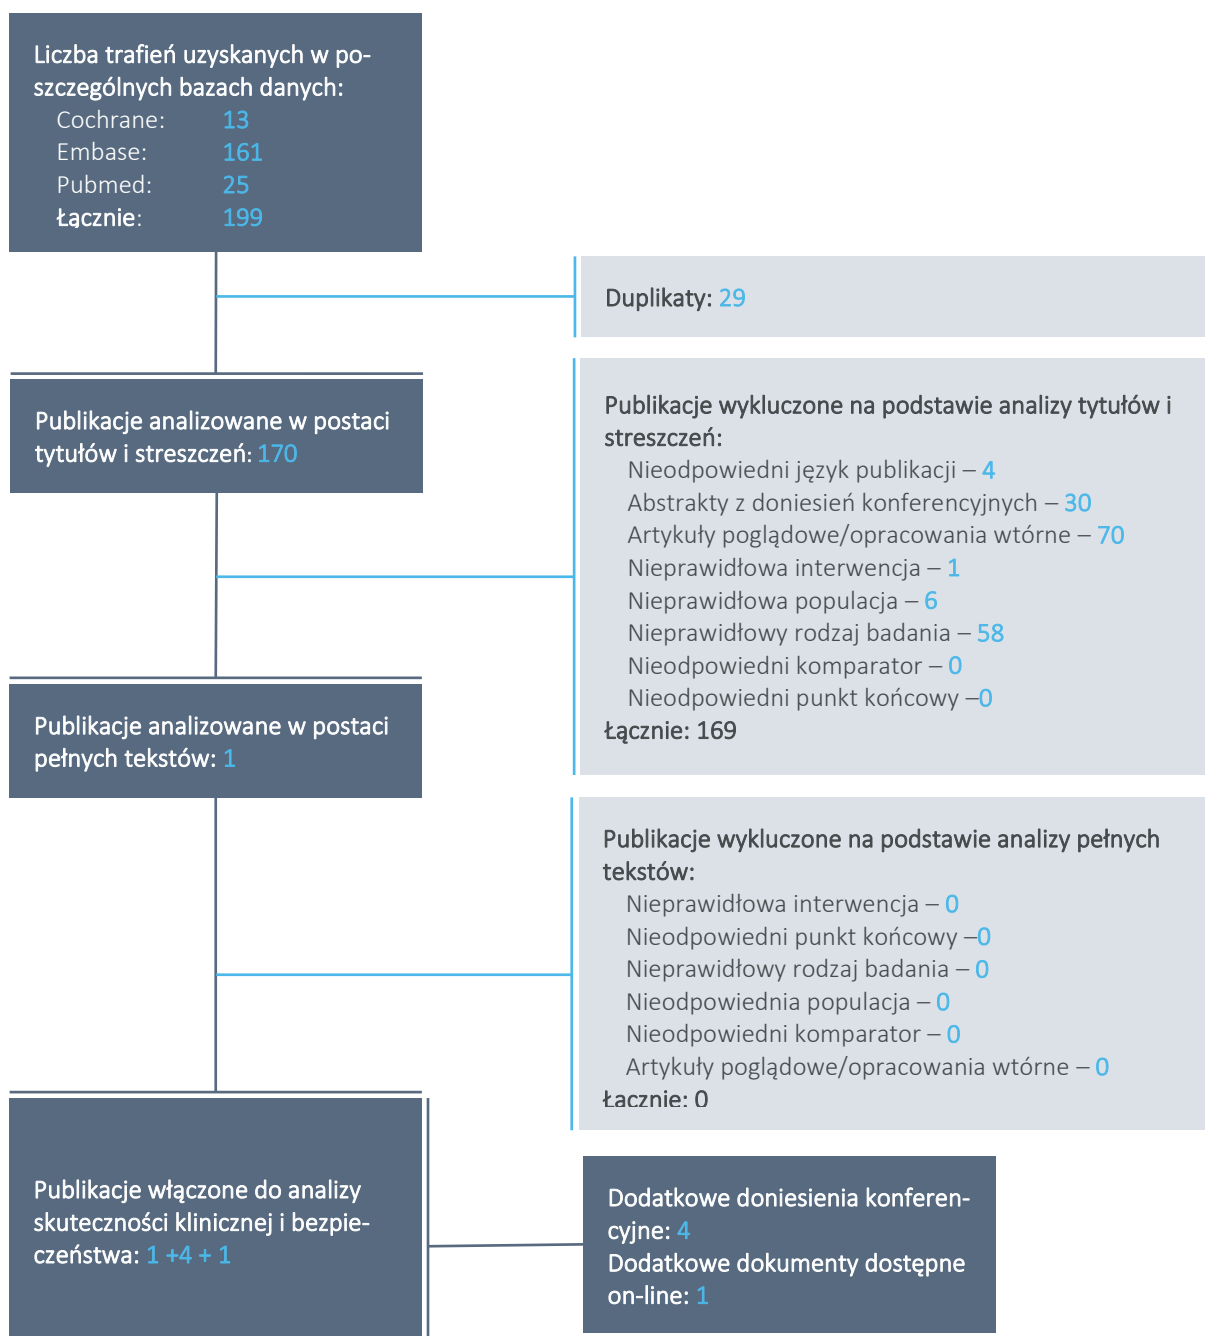 Liczba trafień uzyskanych w po-
szczególnych bazach danych:
Cochrane: 13
Embase: 161
Pubmed: 25
Łącznie: 199
Duplikaty: 29
Publikacje analizowane w postaci
tytułów i streszczeń: 170
Publikacje wykluczone na podstawie analizy tytułów i
streszczeń:
Nieodpowiedni język publikacji – 4
Abstrakty z doniesień konferencyjnych – 30
Artykuły poglądowe/opracowania wtórne – 70
Nieprawidłowa interwencja – 1
Nieprawidłowa populacja – 6
Nieprawidłowy rodzaj badania – 58
Nieodpowiedni komparator – 0
Nieodpowiedni punkt końcowy –0
Łącznie: 169
Publikacje analizowane w postaci
pełnych tekstów: 1
Publikacje wykluczone na podstawie analizy pełnych
tekstów:
Nieprawidłowa interwencja – 0
Nieodpowiedni punkt końcowy –0
Nieprawidłowy rodzaj badania – 0
Nieodpowiednia populacja – 0
Nieodpowiedni komparator – 0
Artykuły poglądowe/opracowania wtórne – 0
Łącznie: 0
Publikacje włączone do analizy
skuteczności klinicznej i bezpie-
czeństwa: 1 +4 + 1
Dodatkowe doniesienia konferen-
cyjne: 4
Dodatkowe dokumenty dostępne
on-line: 1